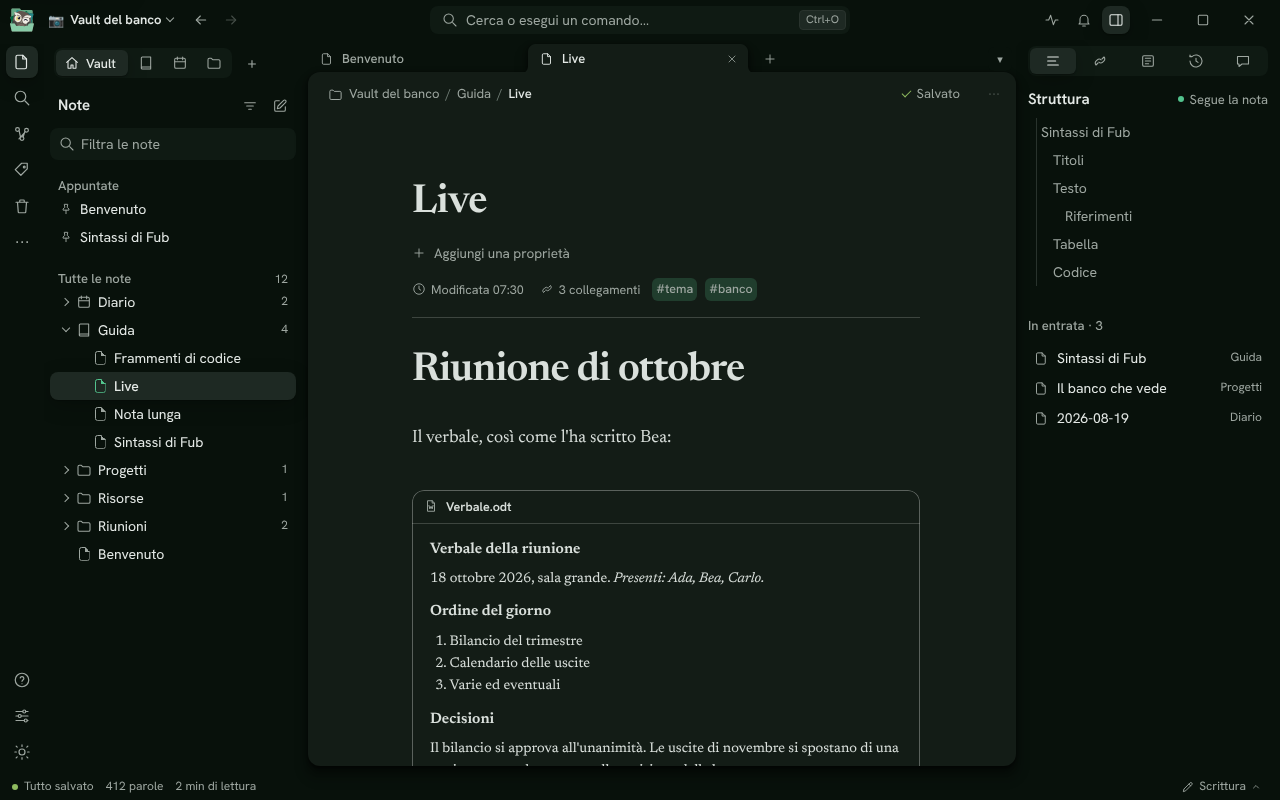 Vault del banco
Cerca o esegui un comando...
Ctrl+O
Vault
Benvenuto
Live
Note
Filtra le note
Appuntate
Benvenuto
Sintassi di Fub
Tutte le note 12
Diario 2
Guida 4
Frammenti di codice
Live
Nota lunga
Sintassi di Fub
Progetti 1
Risorse 1
Riunioni 2
Benvenuto
Vault del banco / Guida / Live
Salvato
Live
Aggiungi una proprietà
Modificata 07:30 3 collegamenti #tema #banco
Riunione di ottobre
Il verbale, così come l'ha scritto Bea:
Verbale.odt
Verbale della riunione
18 ottobre 2026, sala grande. Presenti: Ada, Bea, Carlo.
Ordine del giorno
1. Bilancio del trimestre
2. Calendario delle uscite
3. Varie ed eventuali
Decisioni
Il bilancio si approva all'unanimità. Le uscite di novembre si spostano di una
Struttura
Segue la nota
Sintassi di Fub
Titoli
Testo
Riferimenti
Tabella
Codice
In entrata · 3
Sintassi di Fub Guida
Il banco che vede Progetti
2026-08-19 Diario
Tutto salvato 412 parole 2 min di lettura
Scrittura